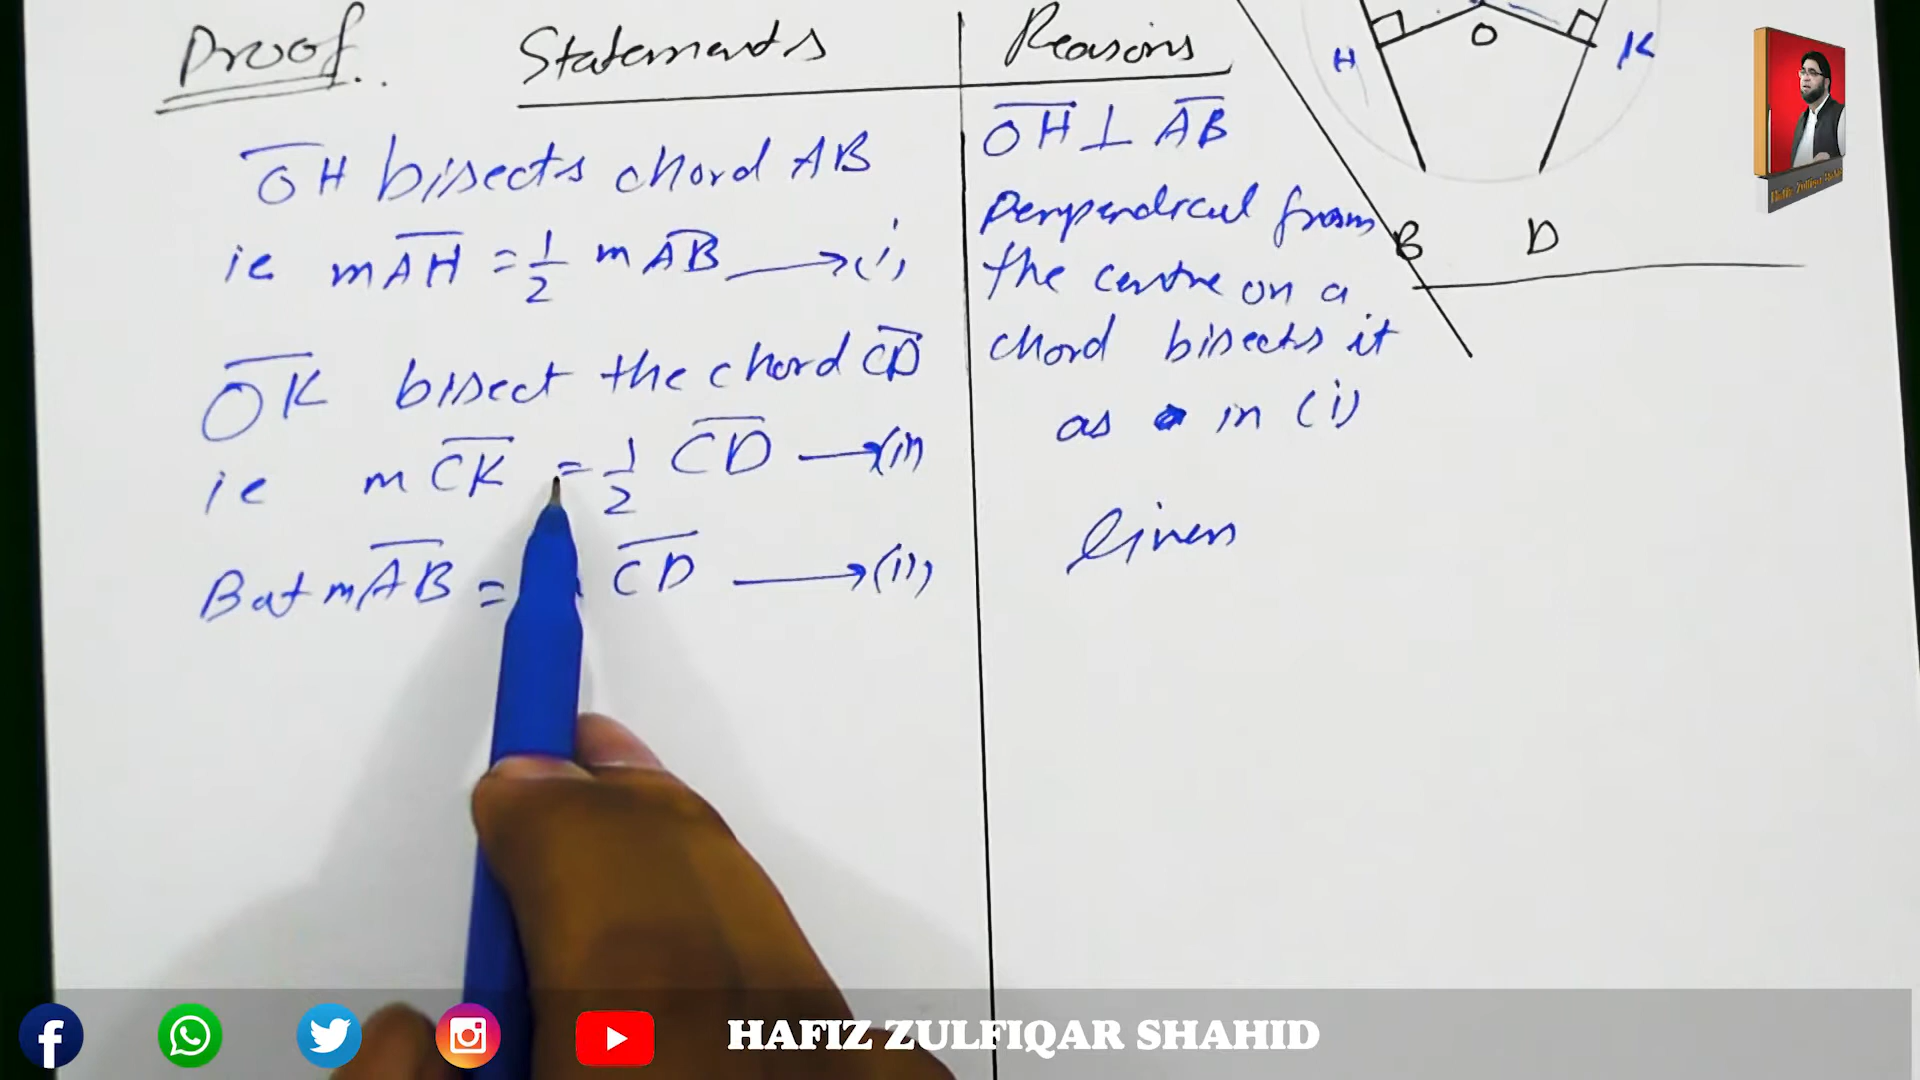 Proof. Statements Reasons
OH bisects chord AB
ie mAH = 1/2 mAB → (i)
OK bisect the chord CD
ie mCK = 1/2 CD → (ii)
But mAB = CD → (ii)
OH ⊥ AB
Perpendicul from
the centre on a
chord bisects it
as in (i)
Given
H O K
B D
HAFIZ ZULFIQAR SHAHID